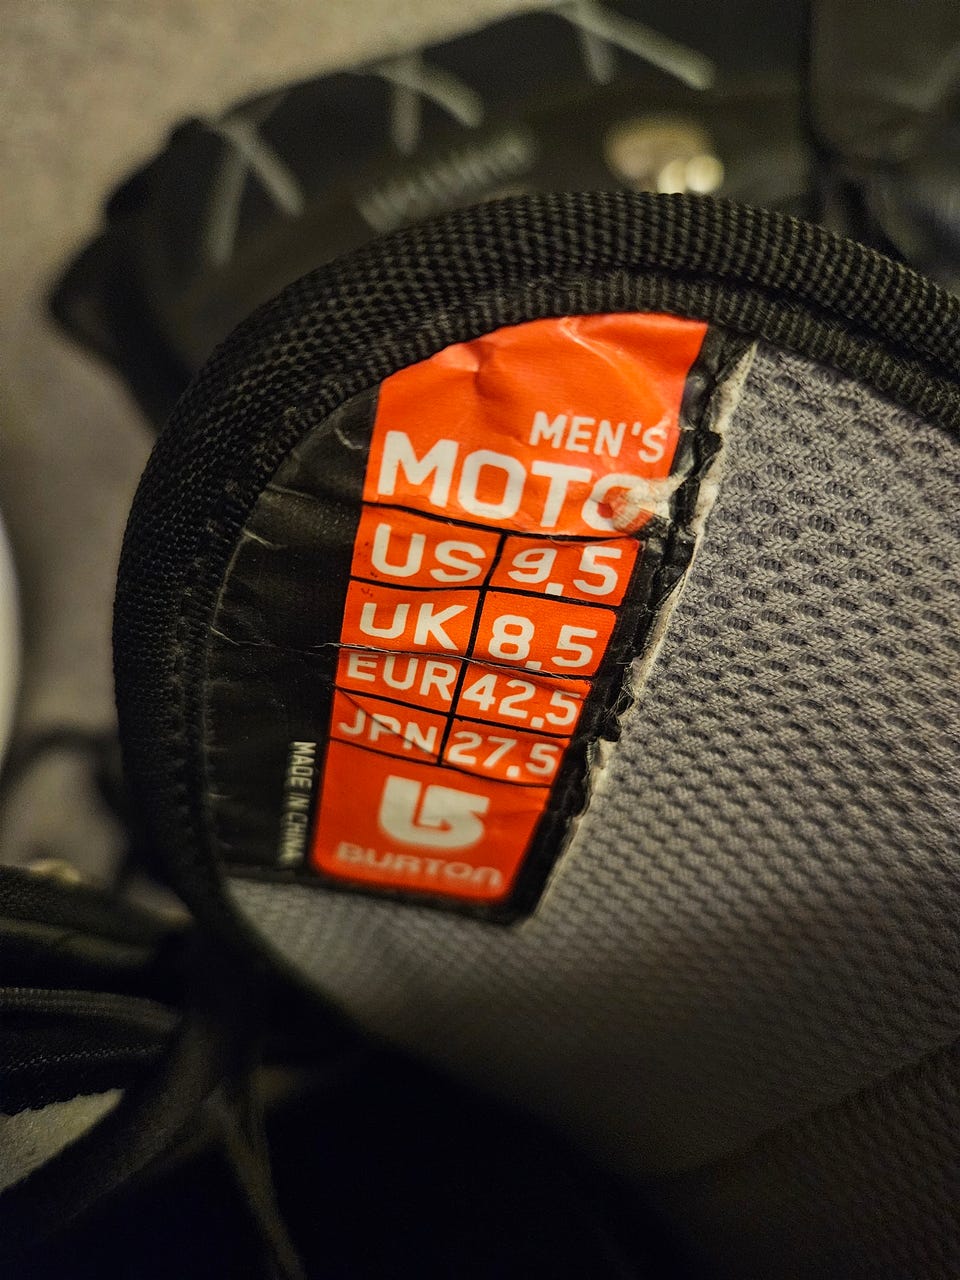 MEN'S
MOTO
US 9.5
UK 8.5
EUR 42.5
JPN 27.5
BURTON
MADE IN CHINA